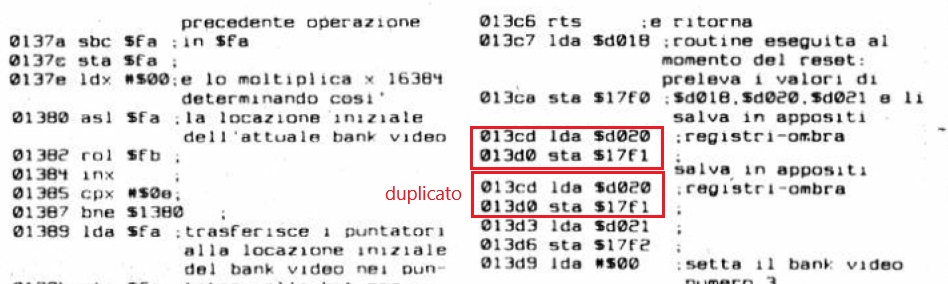 precedente operazione
0137a sbc $fa ;in $fa
0137c sta $fa ;
0137e ldx #$00;e lo moltiplica x 16384
determinando cosi'
01380 asl $fa ;la locazione iniziale
dell'attuale bank video
01382 rol $fb ;
01384 inx ;
01385 cpx #$0e;
01387 bne $1380 ;
01389 lda $fa ;trasferisce i puntatori
alla locazione iniziale
del bank video nei pun-
013c6 rts ;e ritorna
013c7 lda $d018 ;routine eseguita al
momento del reset:
preleva i valori di
013ca sta $17f0 ;$d018,$d020,$d021 e li
salva in appositi
013cd lda $d020 ;registri-ombra
013d0 sta $17f1 ;
salva in appositi
duplicato
013cd lda $d020 ;registri-ombra
013d0 sta $17f1 ;
013d3 lda $d021 ;
013d6 sta $17f2 ;
013d9 lda #$00 ;setta il bank video
numero 3